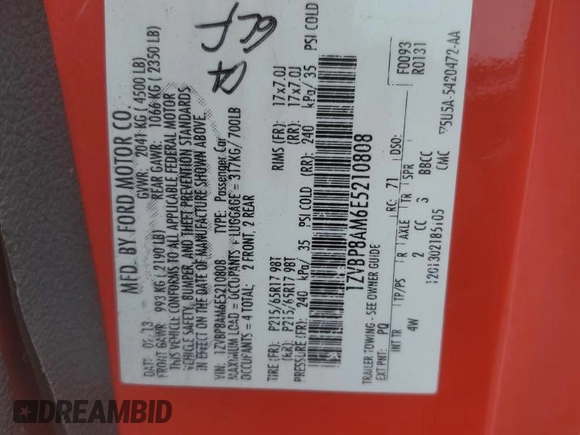 MFD. BY FORD MOTOR CO.
DATE: 07/13 GVWR: 2041 KG ( 4500 LB)
FRONT GAWR: 993 KG ( 2190 LB) REAR GAWR: 1066 KG ( 2350 LB)
THIS VEHICLE CONFORMS TO ALL APPLICABLE FEDERAL MOTOR
VEHICLE SAFETY, BUMPER, AND THEFT PREVENTION STANDARDS
IN EFFECT ON THE DATE OF MANUFACTURE SHOWN ABOVE.
VIN: 1ZVBP8AM6E5210808 TYPE: Passenger Car
MAXIMUM LOAD = OCCUPANTS + LUGGAGE = 317KG/700LB
OCCUPANTS = 4 TOTAL: 2 FRONT, 2 REAR
TIRE (FR): P215/65R17 98T RIMS (FR): 17x7.0J
(RR): P215/65R17 98T (RR): 17x7.0J
PRESSURE (FR): 240 kPa/ 35 PSI COLD (RR): 240 kPa/ 35 PSI COLD
1ZVBP8AM6E5210808
TRAILER TOWING - SEE OWNER GUIDE
EXT PNT: PQ RC: 71 DSO: F0093
INT TR TP/PS R AXLE TR SPR R0131
4W 2 CC 3 BBCC
1201302185105 CMC 5U5A-5420472-AA
DREAMBID